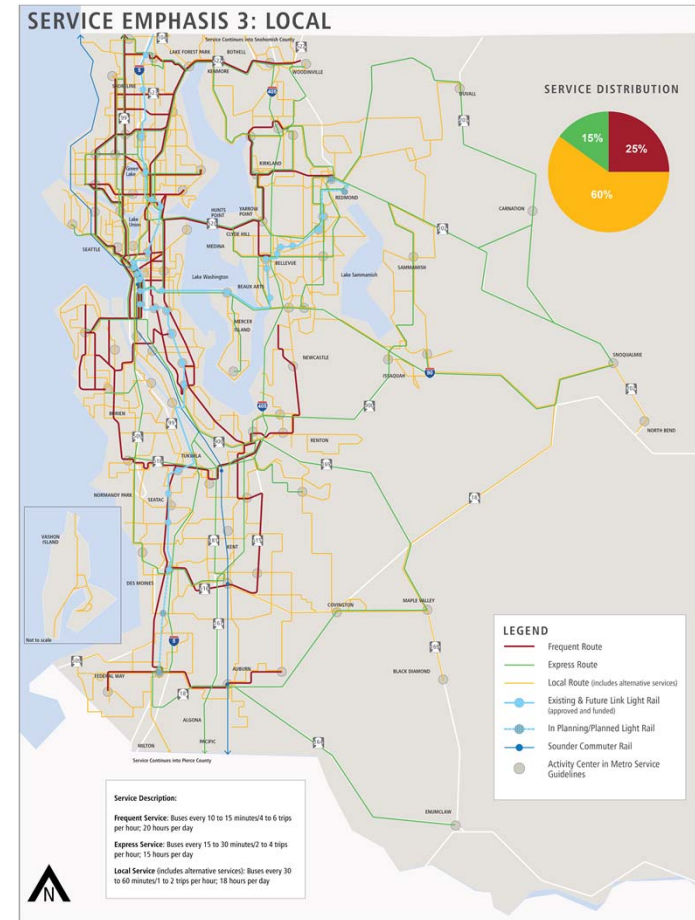 SERVICE EMPHASIS 3: LOCAL
Service Continues into Snohomish County
LAKE FOREST PARK
BOTHELL
KENMORE
WOODINVILLE
SHORELINE
5
405
99
DUVALL
SERVICE DISTRIBUTION
15%
25%
60%
Green
Lake
KIRKLAND
REDMOND
CARNATION
Lake
Union
HUNTS
POINT
YARROW
POINT
CLYDE HILL
MEDINA
SEATTLE
BELLEVUE
SAMMAMISH
Lake Sammamish
Lake Washington
BEAUX ARTS
MERCER
ISLAND
NEWCASTLE
ISSAQUAH
90
SNOQUALMIE
NORTH BEND
405
BURIEN
99
RENTON
TUKWILA
NORMANDY PARK
SEATAC
18
VASHON
ISLAND
Not to scale
KENT
DES MOINES
COVINGTON
MAPLE VALLEY
5
FEDERAL WAY
AUBURN
BLACK DIAMOND
18
ALGONA
PACIFIC
MILTON
Service Continues into Pierce County
ENUMCLAW
LEGEND
Frequent Route
Express Route
Local Route (includes alternative services)
Existing & Future Link Light Rail
(approved and funded)
In Planning/Planned Light Rail
Sounder Commuter Rail
Activity Center in Metro Service
Guidelines
Service Description:
Frequent Service: Buses every 10 to 15 minutes/4 to 6 trips
per hour; 20 hours per day
Express Service: Buses every 15 to 30 minutes/2 to 4 trips
per hour; 15 hours per day
Local Service (includes alternative services): Buses every 30
to 60 minutes/1 to 2 trips per hour; 18 hours per day
N